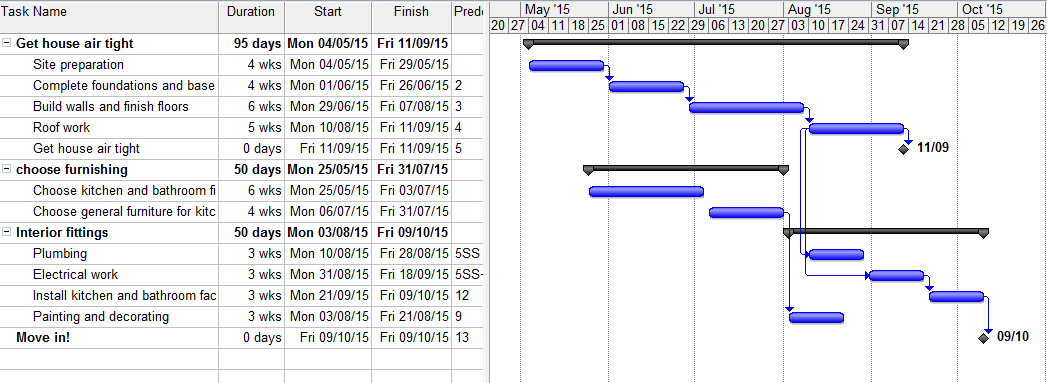 Task Name Duration Start Finish Prede May '15 Jun '15 Jul '15 Aug '15 Sep '15 Oct '15
20 27 04 11 18 25 01 08 15 22 29 06 13 20 27 03 10 17 24 31 07 14 21 28 05 12 19 26
Get house air tight 95 days Mon 04/05/15 Fri 11/09/15
Site preparation 4 wks Mon 04/05/15 Fri 29/05/15
Complete foundations and base 4 wks Mon 01/06/15 Fri 26/06/15 2
Build walls and finish floors 6 wks Mon 29/06/15 Fri 07/08/15 3
Roof work 5 wks Mon 10/08/15 Fri 11/09/15 4
Get house air tight 0 days Fri 11/09/15 Fri 11/09/15 5 11/09
choose furnishing 50 days Mon 25/05/15 Fri 31/07/15
Choose kitchen and bathroom fi 6 wks Mon 25/05/15 Fri 03/07/15
Choose general furniture for kitc 4 wks Mon 06/07/15 Fri 31/07/15
Interior fittings 50 days Mon 03/08/15 Fri 09/10/15
Plumbing 3 wks Mon 10/08/15 Fri 28/08/15 5SS
Electrical work 3 wks Mon 31/08/15 Fri 18/09/15 5SS+
Install kitchen and bathroom fac 3 wks Mon 21/09/15 Fri 09/10/15 12
Painting and decorating 3 wks Mon 03/08/15 Fri 21/08/15 9
Move in! 0 days Fri 09/10/15 Fri 09/10/15 13 09/10